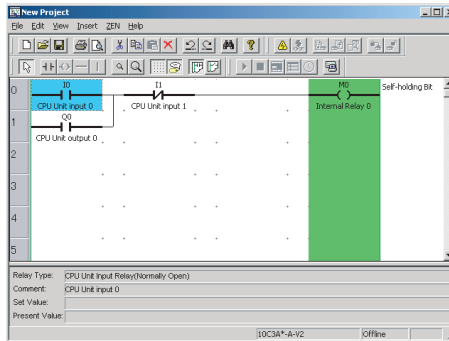 New Project
File Edit View Insert ZEN Help
0 I0 I1 M0 Self-holding Bit
CPU Unit input 0 CPU Unit input 1 Internal Relay 0
1 Q0
CPU Unit output 0
2
3
4
5
Relay Type: CPU Unit Input Relay(Normally Open)
Comment: CPU Unit input 0
Set Value:
Present Value:
10C3A*-A-V2 Offline